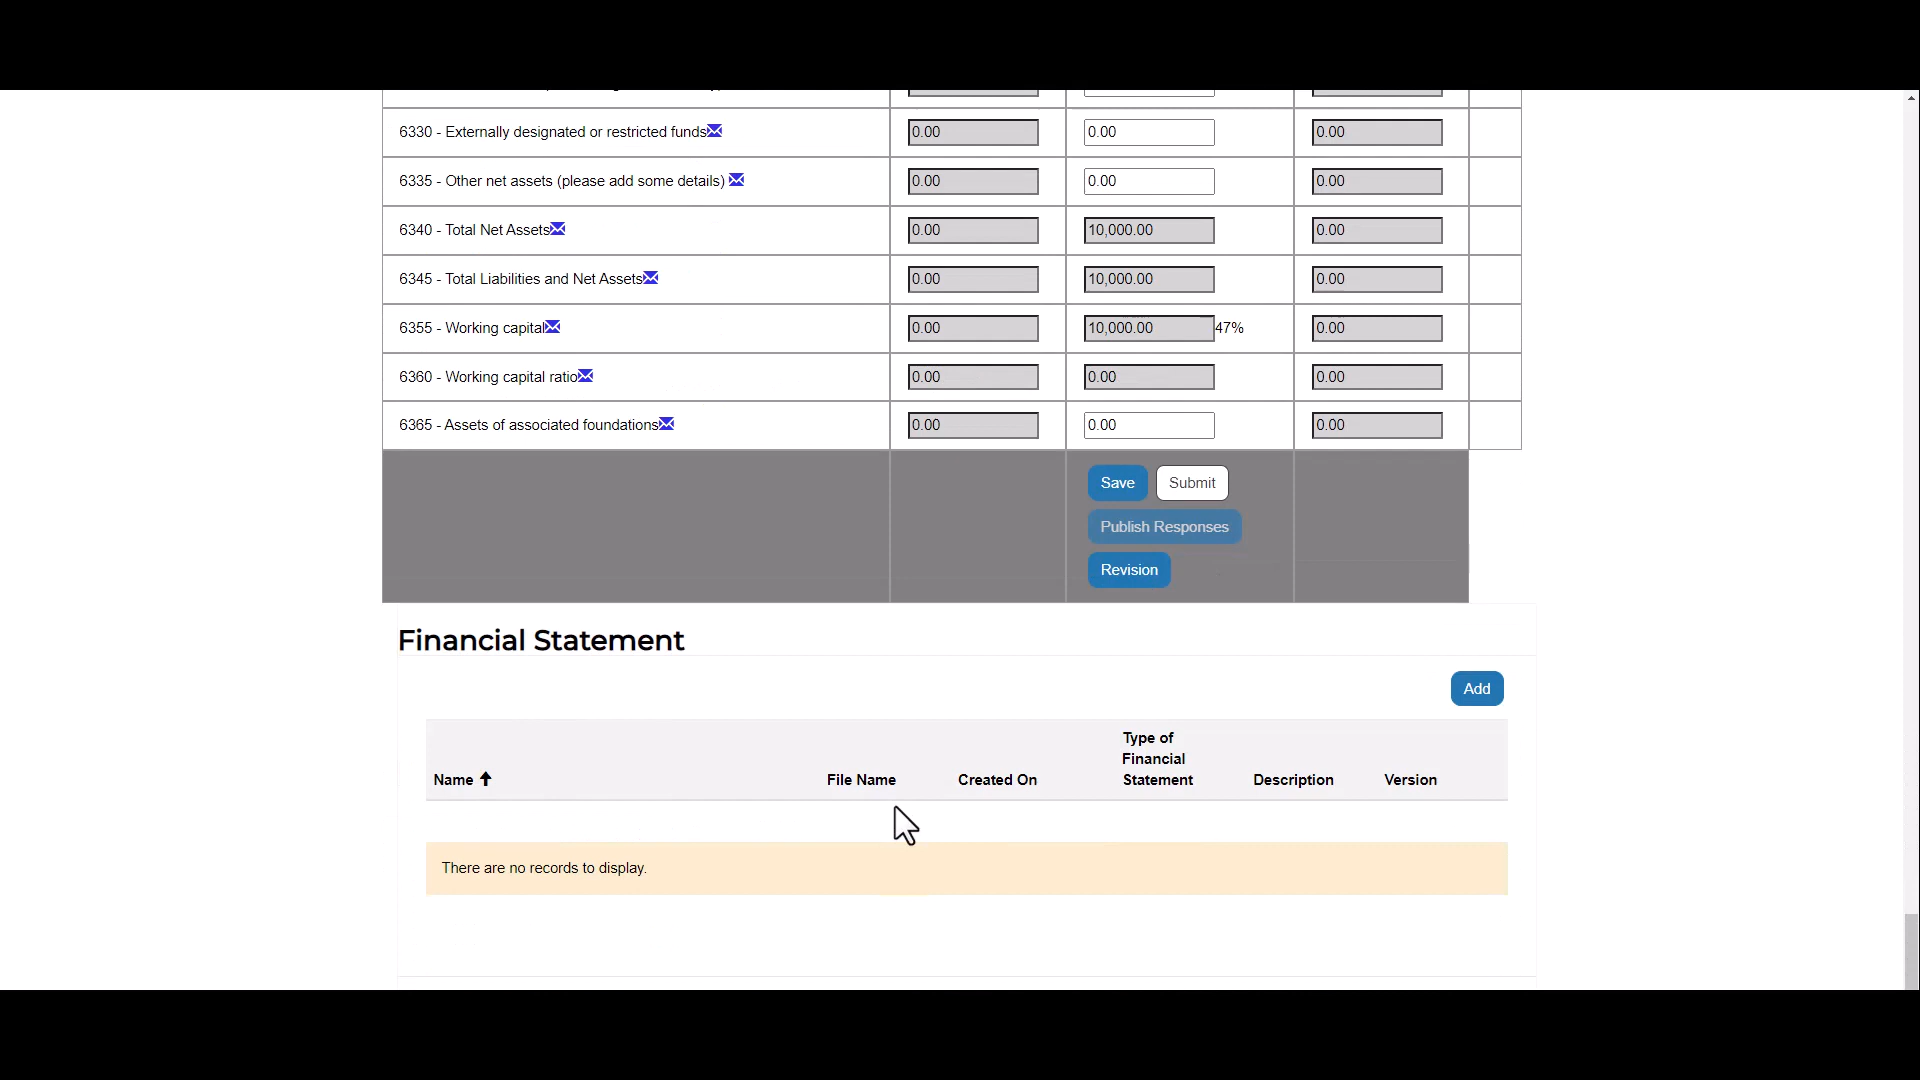 6330 - Externally designated or restricted funds 0.00 0.00 0.00
6335 - Other net assets (please add some details) 0.00 0.00 0.00
6340 - Total Net Assets 0.00 10,000.00 0.00
6345 - Total Liabilities and Net Assets 0.00 10,000.00 0.00
6355 - Working capital 0.00 10,000.00 47% 0.00
6360 - Working capital ratio 0.00 0.00 0.00
6365 - Assets of associated foundations 0.00 0.00 0.00
Save Submit
Publish Responses
Revision
Financial Statement
Add
Type of
Financial
Name File Name Created On Statement Description Version
There are no records to display.